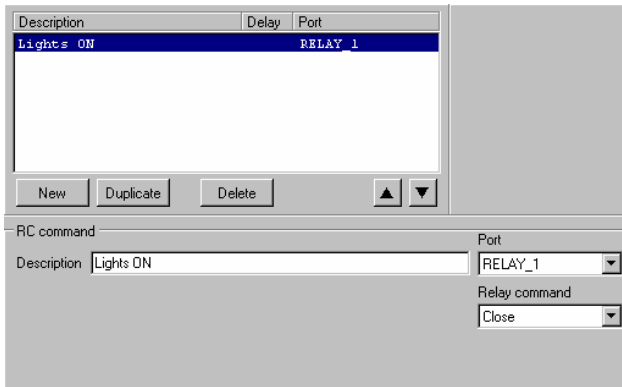 Description Delay Port
Lights ON RELAY_1
New Duplicate Delete
RC command
Port
Description Lights ON RELAY_1
Relay command
Close